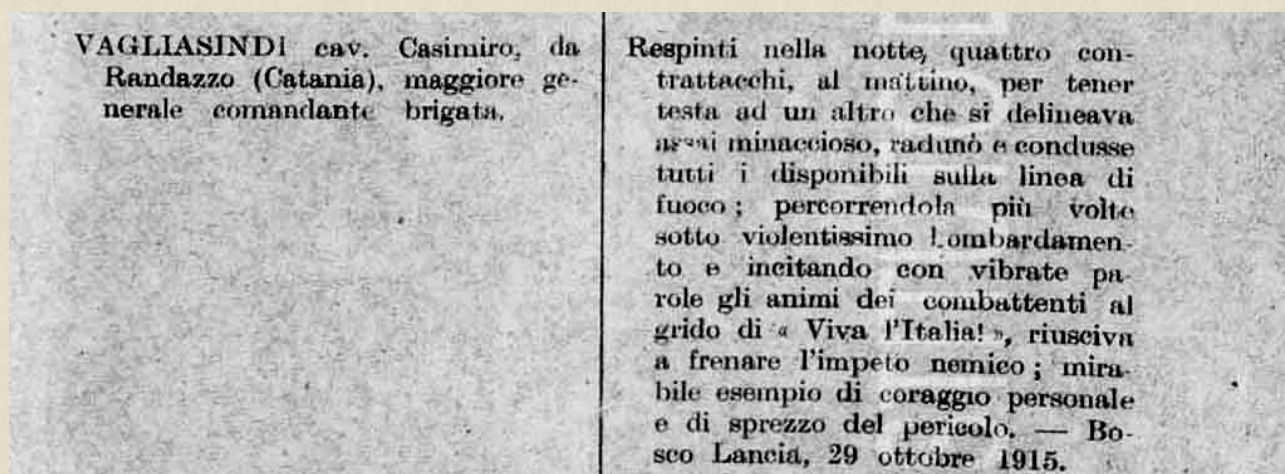 VAGLIASINDI cav. Casimiro, da
Randazzo (Catania), maggiore ge-
nerale comandante brigata.
Respinti nella notte, quattro con-
trattacchi, al mattino, per tener
testa ad un altro che si delineava
assai minaccioso, radunò e condusse
tutti i disponibili sulla linea di
fuoco ; percorrendola più volte
sotto violentissimo bombardamen-
to e incitando con vibrate pa-
role gli animi dei combattenti al
grido di « Viva l'Italia! », riusciva
a frenare l'impeto nemico ; mira-
bile esempio di coraggio personale
e di sprezzo del pericolo. — Bo-
sco Lancia, 29 ottobre 1915.